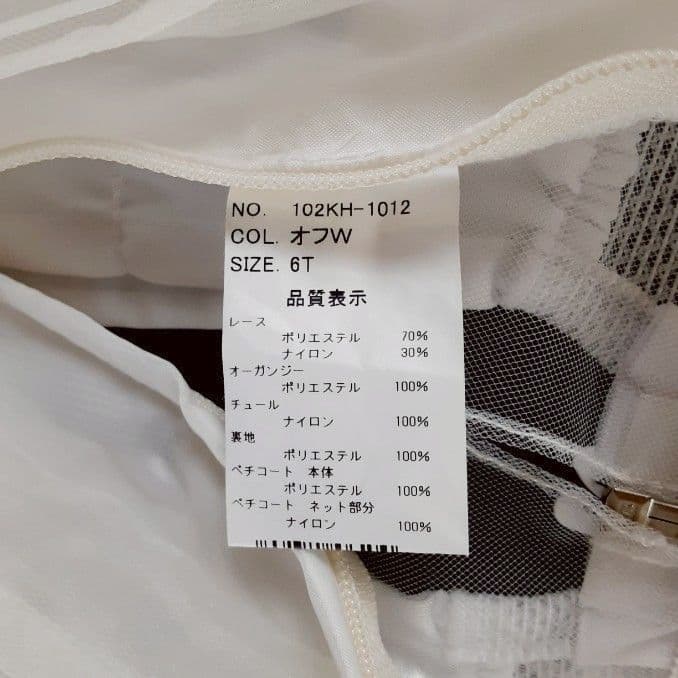 NO. 102KH-1012
COL. オフW
SIZE. 6T
品質表示
レース
ポリエステル 70%
ナイロン 30%
オーガンジー
ポリエステル 100%
チュール
ナイロン 100%
裏地
ポリエステル 100%
ペチコート 本体
ポリエステル 100%
ペチコート ネット部分
ナイロン 100%